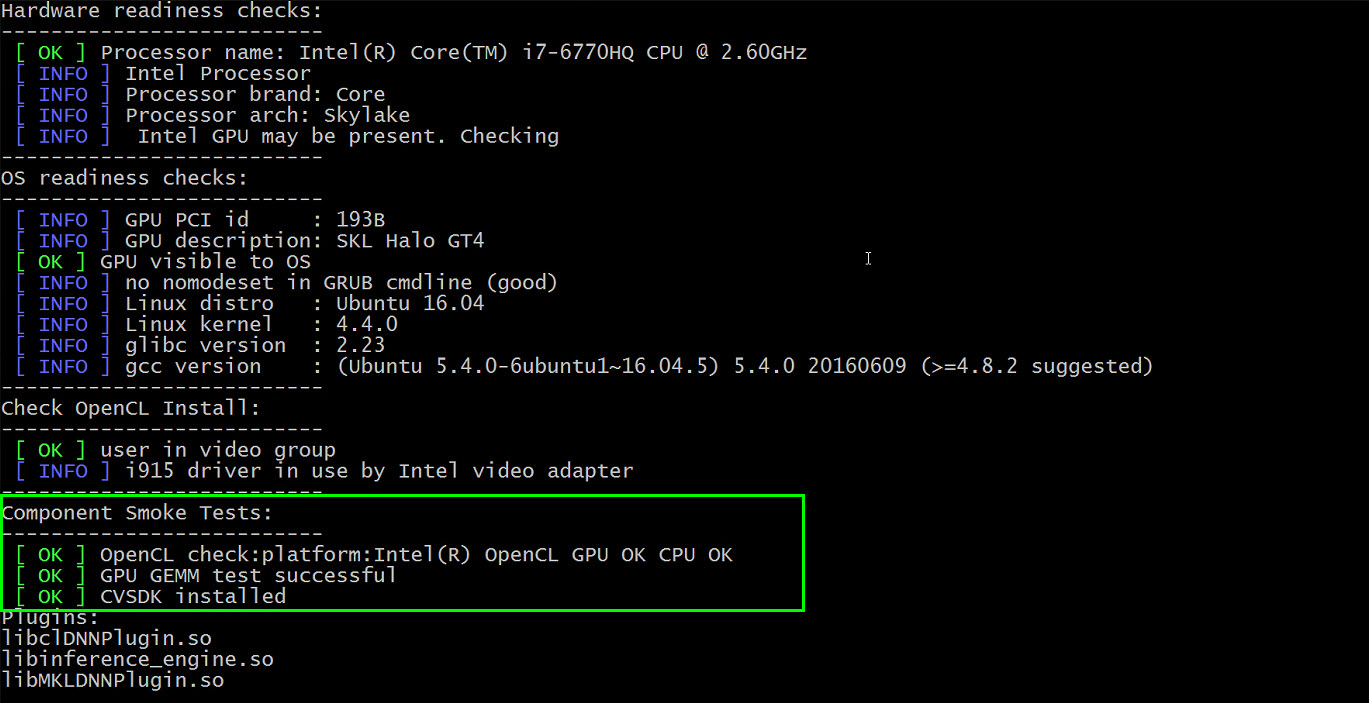 Hardware readiness checks:
--------------------------
 [ OK ] Processor name: Intel(R) Core(TM) i7-6770HQ CPU @ 2.60GHz
 [ INFO ] Intel Processor
 [ INFO ] Processor brand: Core
 [ INFO ] Processor arch: Skylake
 [ INFO ]  Intel GPU may be present. Checking
--------------------------
OS readiness checks:
--------------------------
 [ INFO ] GPU PCI id     : 193B
 [ INFO ] GPU description: SKL Halo GT4
 [ OK ] GPU visible to OS
 [ INFO ] no nomodeset in GRUB cmdline (good)
 [ INFO ] Linux distro   : Ubuntu 16.04
 [ INFO ] Linux kernel   : 4.4.0
 [ INFO ] glibc version  : 2.23
 [ INFO ] gcc version    : (Ubuntu 5.4.0-6ubuntu1~16.04.5) 5.4.0 20160609 (>=4.8.2 suggested)
--------------------------
Check OpenCL Install:
--------------------------
 [ OK ] user in video group
 [ INFO ] i915 driver in use by Intel video adapter
--------------------------
Component Smoke Tests:
--------------------------
 [ OK ] OpenCL check:platform:Intel(R) OpenCL GPU OK CPU OK
 [ OK ] GPU GEMM test successful
 [ OK ] CVSDK installed
Plugins:
libclDNNPlugin.so
libinference_engine.so
libMKLDNNPlugin.so